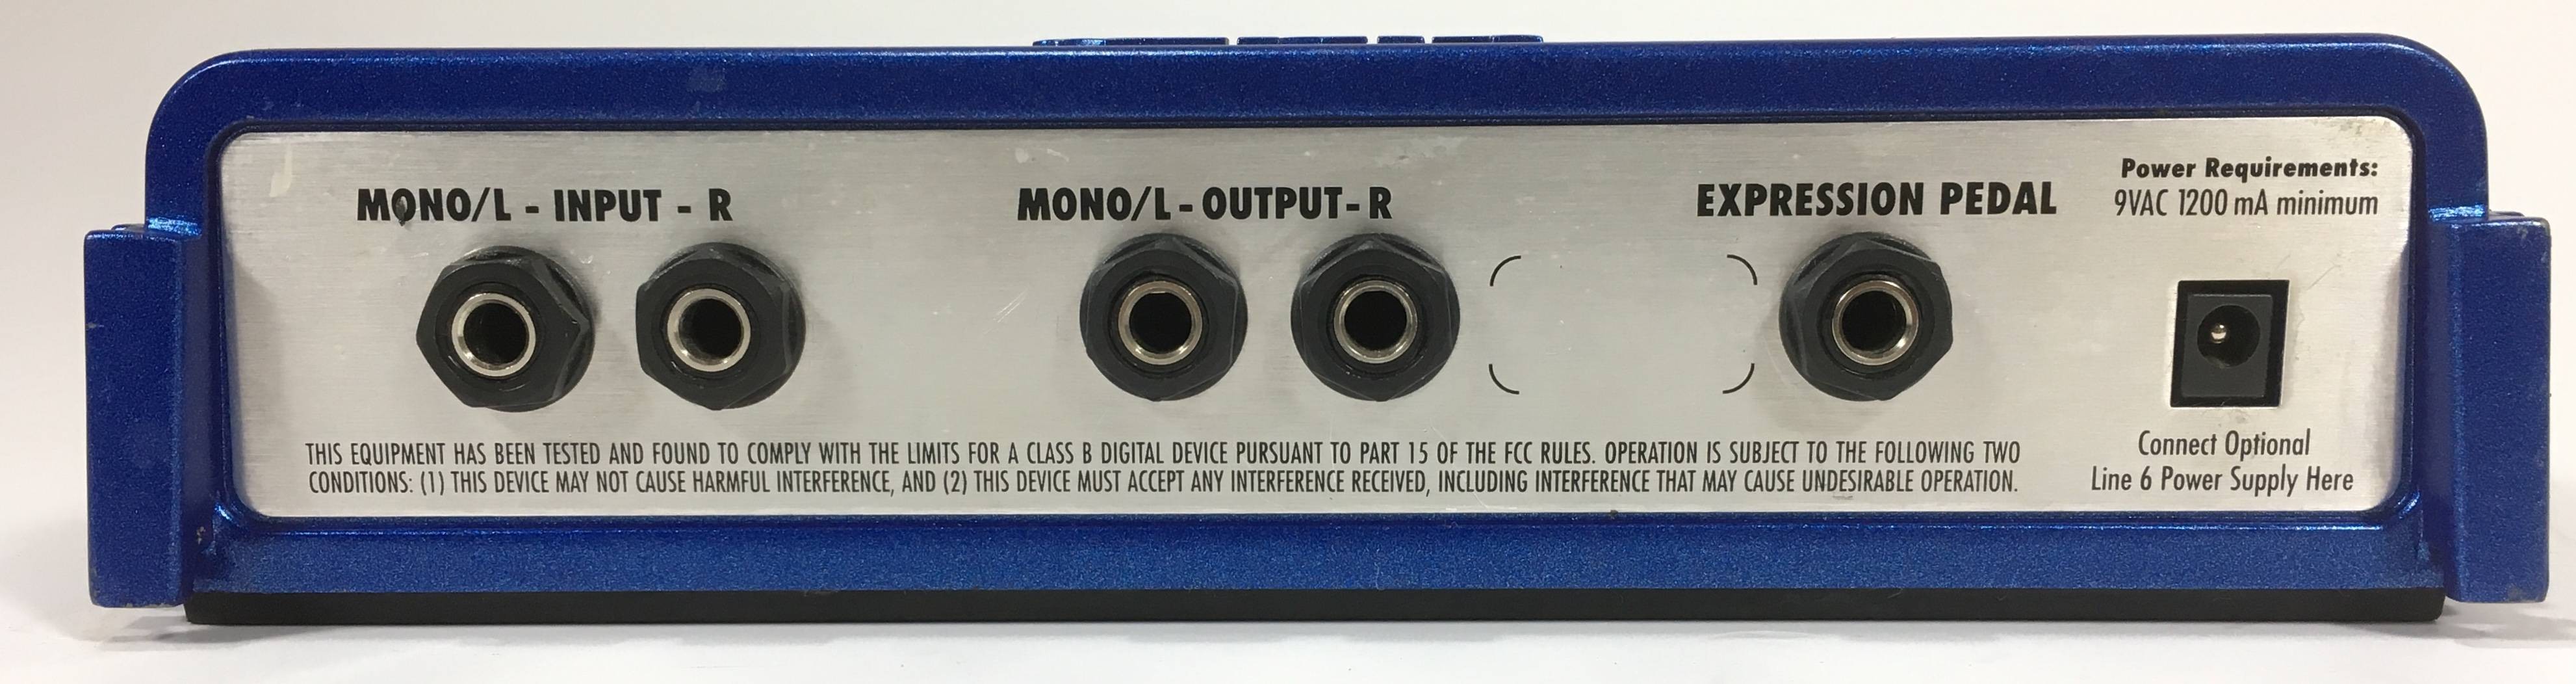 MONO/L - INPUT - R
MONO/L - OUTPUT - R
EXPRESSION PEDAL
Power Requirements:
9VAC 1200 mA minimum
THIS EQUIPMENT HAS BEEN TESTED AND FOUND TO COMPLY WITH THE LIMITS FOR A CLASS B DIGITAL DEVICE PURSUANT TO PART 15 OF THE FCC RULES. OPERATION IS SUBJECT TO THE FOLLOWING TWO
CONDITIONS: (1) THIS DEVICE MAY NOT CAUSE HARMFUL INTERFERENCE, AND (2) THIS DEVICE MUST ACCEPT ANY INTERFERENCE RECEIVED, INCLUDING INTERFERENCE THAT MAY CAUSE UNDESIRABLE OPERATION.
Connect Optional
Line 6 Power Supply Here